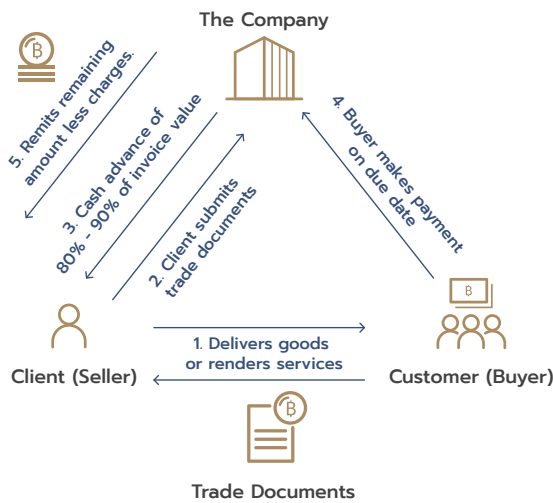 The Company
5. Remits remaining
amount less charges.
3. Cash advance of
80% - 90% of invoice value
2. Client submits
trade documents
4. Buyer makes payment
on due date
1. Delivers goods
or renders services
Client (Seller)
Customer (Buyer)
Trade Documents
฿
฿
฿